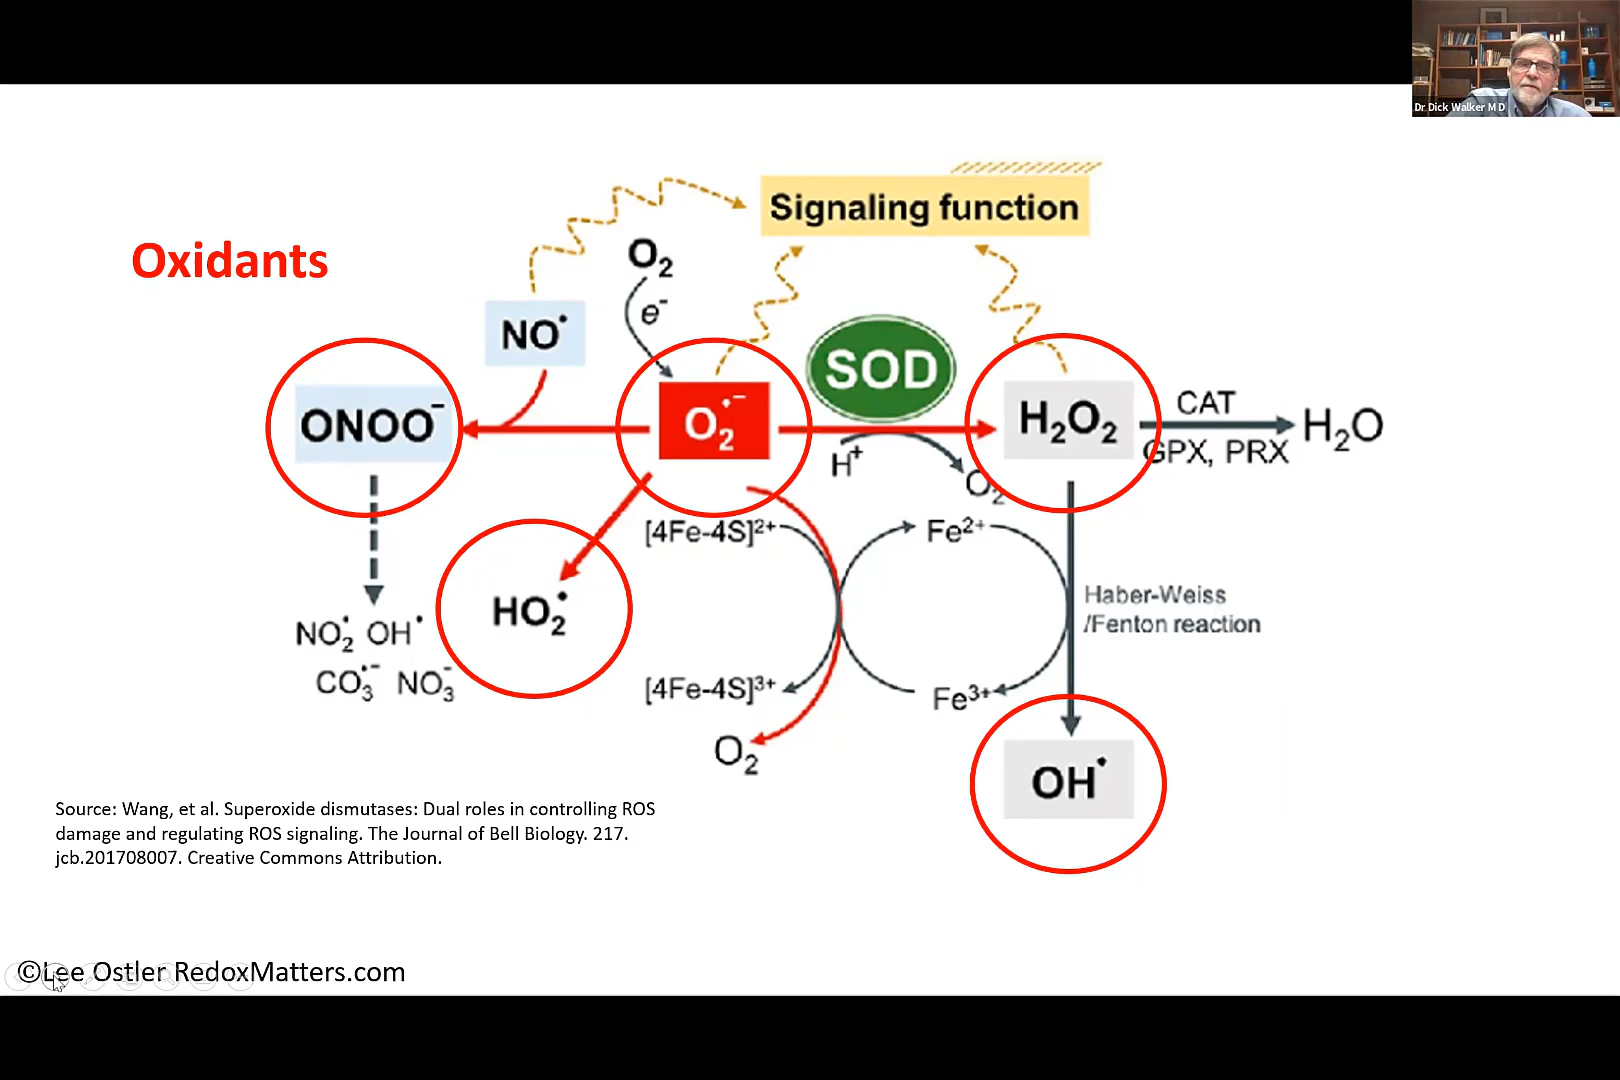 Dr Dick Walker M D
Signaling function
Oxidants
O₂
e⁻
NO•
SOD
ONOO⁻
O₂•⁻
H₂O₂
CAT
H₂O
GPX, PRX
H⁺
O₂
[4Fe-4S]²⁺
Fe²⁺
HO₂•
Haber-Weiss
/Fenton reaction
NO₂• OH•
CO₃•⁻ NO₃⁻
[4Fe-4S]³⁺
Fe³⁺
O₂
OH•
Source: Wang, et al. Superoxide dismutases: Dual roles in controlling ROS
damage and regulating ROS signaling. The Journal of Bell Biology. 217.
jcb.201708007. Creative Commons Attribution.
©Lee Ostler RedoxMatters.com